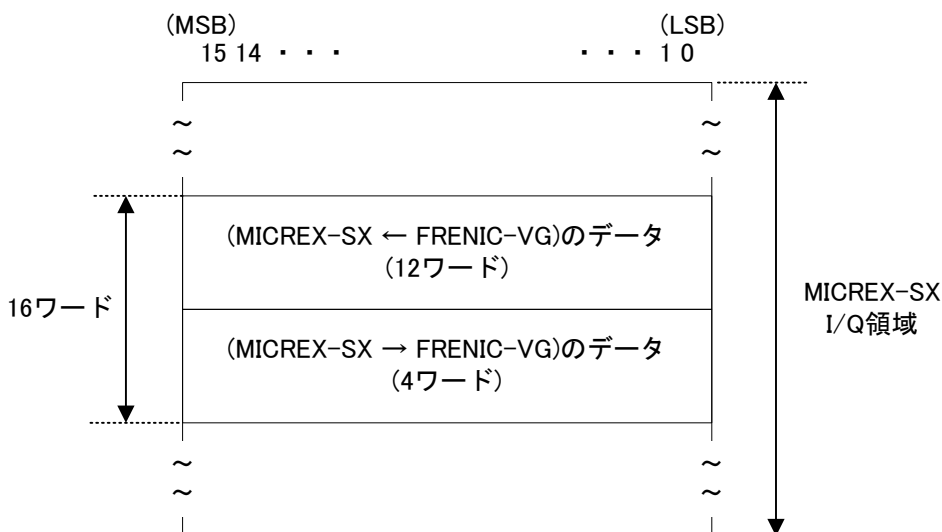 (MSB)
(LSB)
15 14 ・ ・ ・
・ ・ ・ 1 0
(MICREX-SX ← FRENIC-VG)のデータ
(12ワード)
16ワード
MICREX-SX
I/Q領域
(MICREX-SX → FRENIC-VG)のデータ
(4ワード)